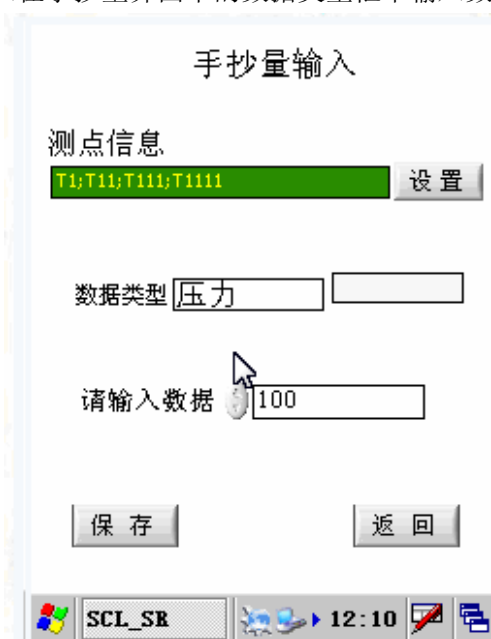 手抄量输入
测点信息
T1;T11;T111;T1111
设置
数据类型 压力
请输入数据 100
保存 返回
SCL_SR 12:10